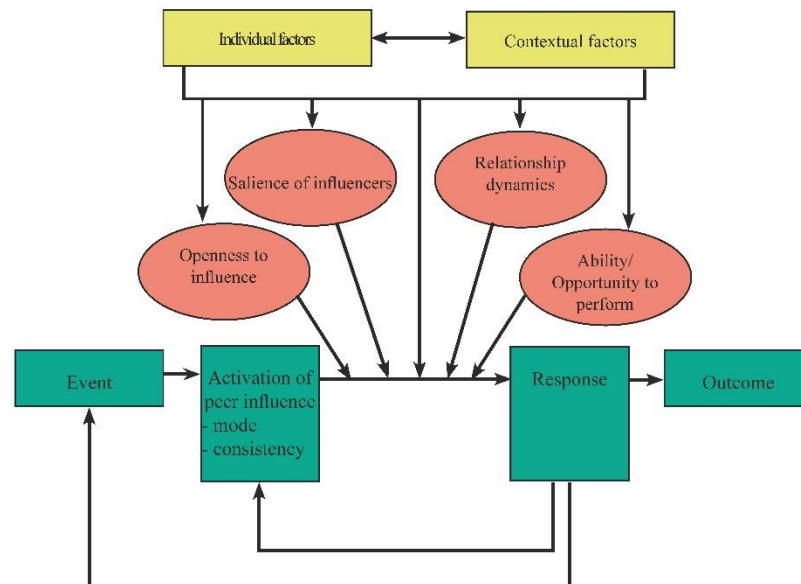 Individual factors
Contextual factors
Salience of influencers
Relationship
dynamics
Openness to
influence
Ability/
Opportunity to
perform
Event
Activation of
peer influence
- mode
- consistency
Response
Outcome